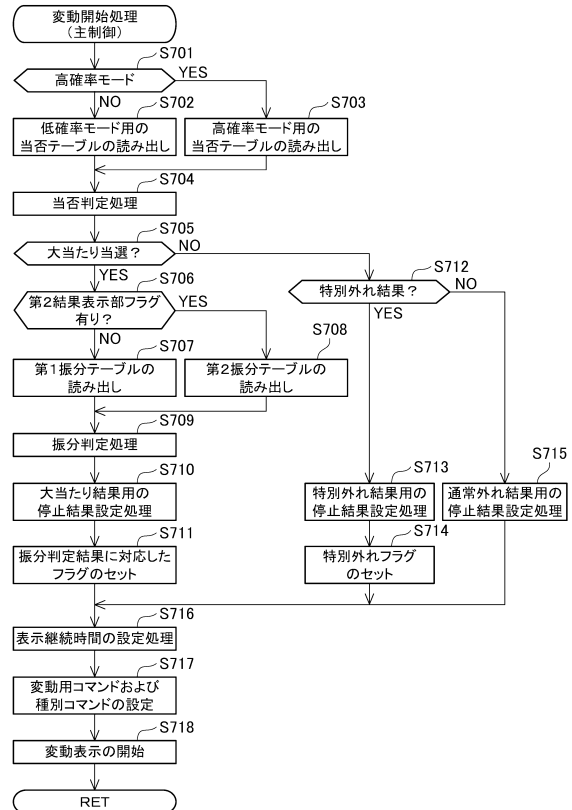 変動開始処理
(主制御)
S701
高確率モード
YES
NO
S702
低確率モード用の
当否テーブルの読み出し
S703
高確率モード用の
当否テーブルの読み出し
S704
当否判定処理
S705
大当たり当選?
NO
YES
S706
第2結果表示部フラグ
有り?
YES
NO
S707
第1振分テーブルの
読み出し
S708
第2振分テーブルの
読み出し
S709
振分判定処理
S710
大当たり結果用の
停止結果設定処理
S711
振分判定結果に対応した
フラグのセット
S712
特別外れ結果?
NO
YES
S713
特別外れ結果用の
停止結果設定処理
S714
特別外れフラグ
のセット
S715
通常外れ結果用の
停止結果設定処理
S716
表示継続時間の設定処理
S717
変動用コマンドおよび
種別コマンドの設定
S718
変動表示の開始
RET